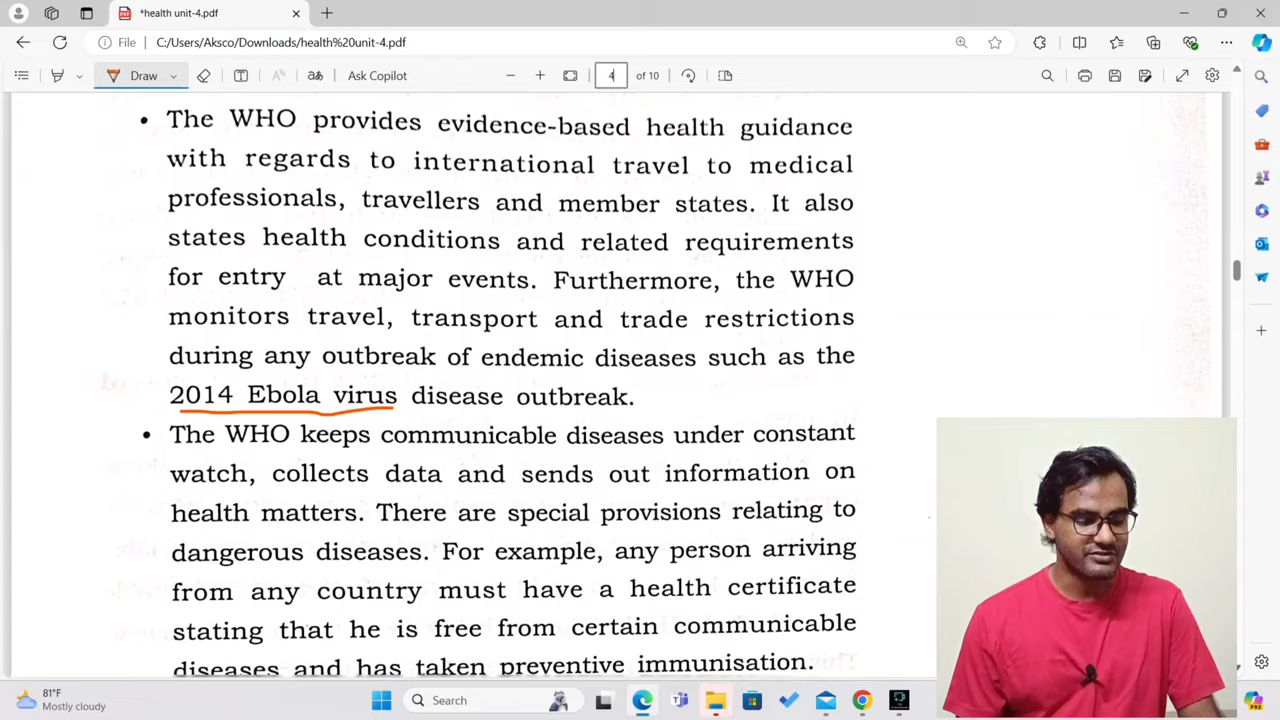 *health unit-4.pdf
File
C:/Users/Aksco/Downloads/health%20unit-4.pdf
Draw
Ask Copilot
4 of 10
• The WHO provides evidence-based health guidance
with regards to international travel to medical
professionals, travellers and member states. It also
states health conditions and related requirements
for entry at major events. Furthermore, the WHO
monitors travel, transport and trade restrictions
during any outbreak of endemic diseases such as the
2014 Ebola virus disease outbreak.
• The WHO keeps communicable diseases under constant
watch, collects data and sends out information on
health matters. There are special provisions relating to
dangerous diseases. For example, any person arriving
from any country must have a health certificate
stating that he is free from certain communicable
diseases and has taken preventive immunisation.
81°F
Mostly cloudy
Search